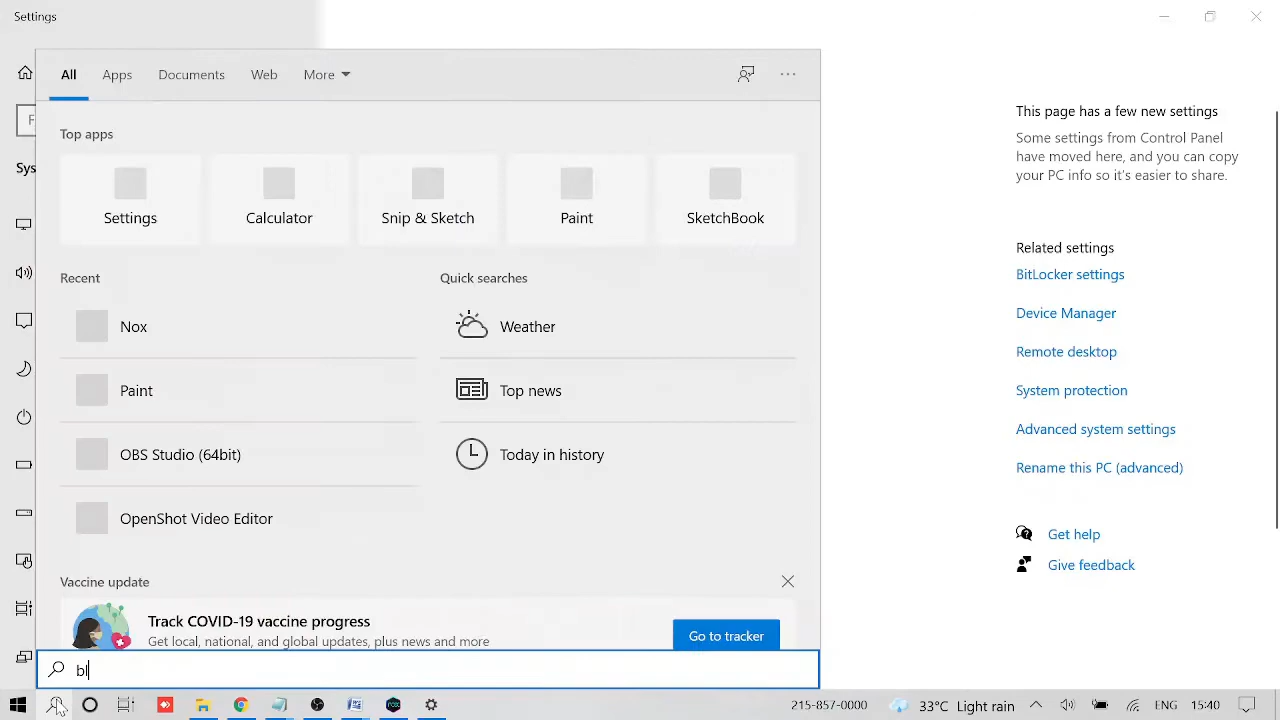 Settings
All
Apps
Documents
Web
More
Top apps
Settings
Calculator
Snip & Sketch
Paint
SketchBook
Recent
Quick searches
Nox
Weather
Paint
Top news
OBS Studio (64bit)
Today in history
OpenShot Video Editor
Vaccine update
Track COVID-19 vaccine progress
Get local, national, and global updates, plus news and more
Go to tracker
bl
F
Sys
This page has a few new settings
Some settings from Control Panel
have moved here, and you can copy
your PC info so it's easier to share.
Related settings
BitLocker settings
Device Manager
Remote desktop
System protection
Advanced system settings
Rename this PC (advanced)
Get help
Give feedback
215-857-0000
33°C Light rain
ENG
15:40